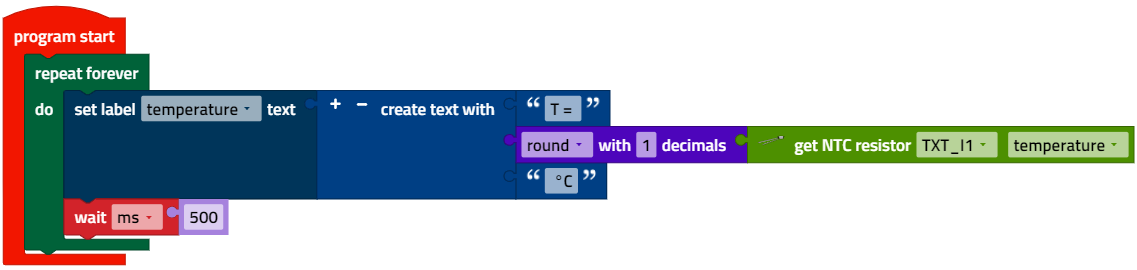 program start
repeat forever
do set label temperature text + − create text with “ T = ”
round with 1 decimals get NTC resistor TXT_I1 temperature
“ °C ”
wait ms 500